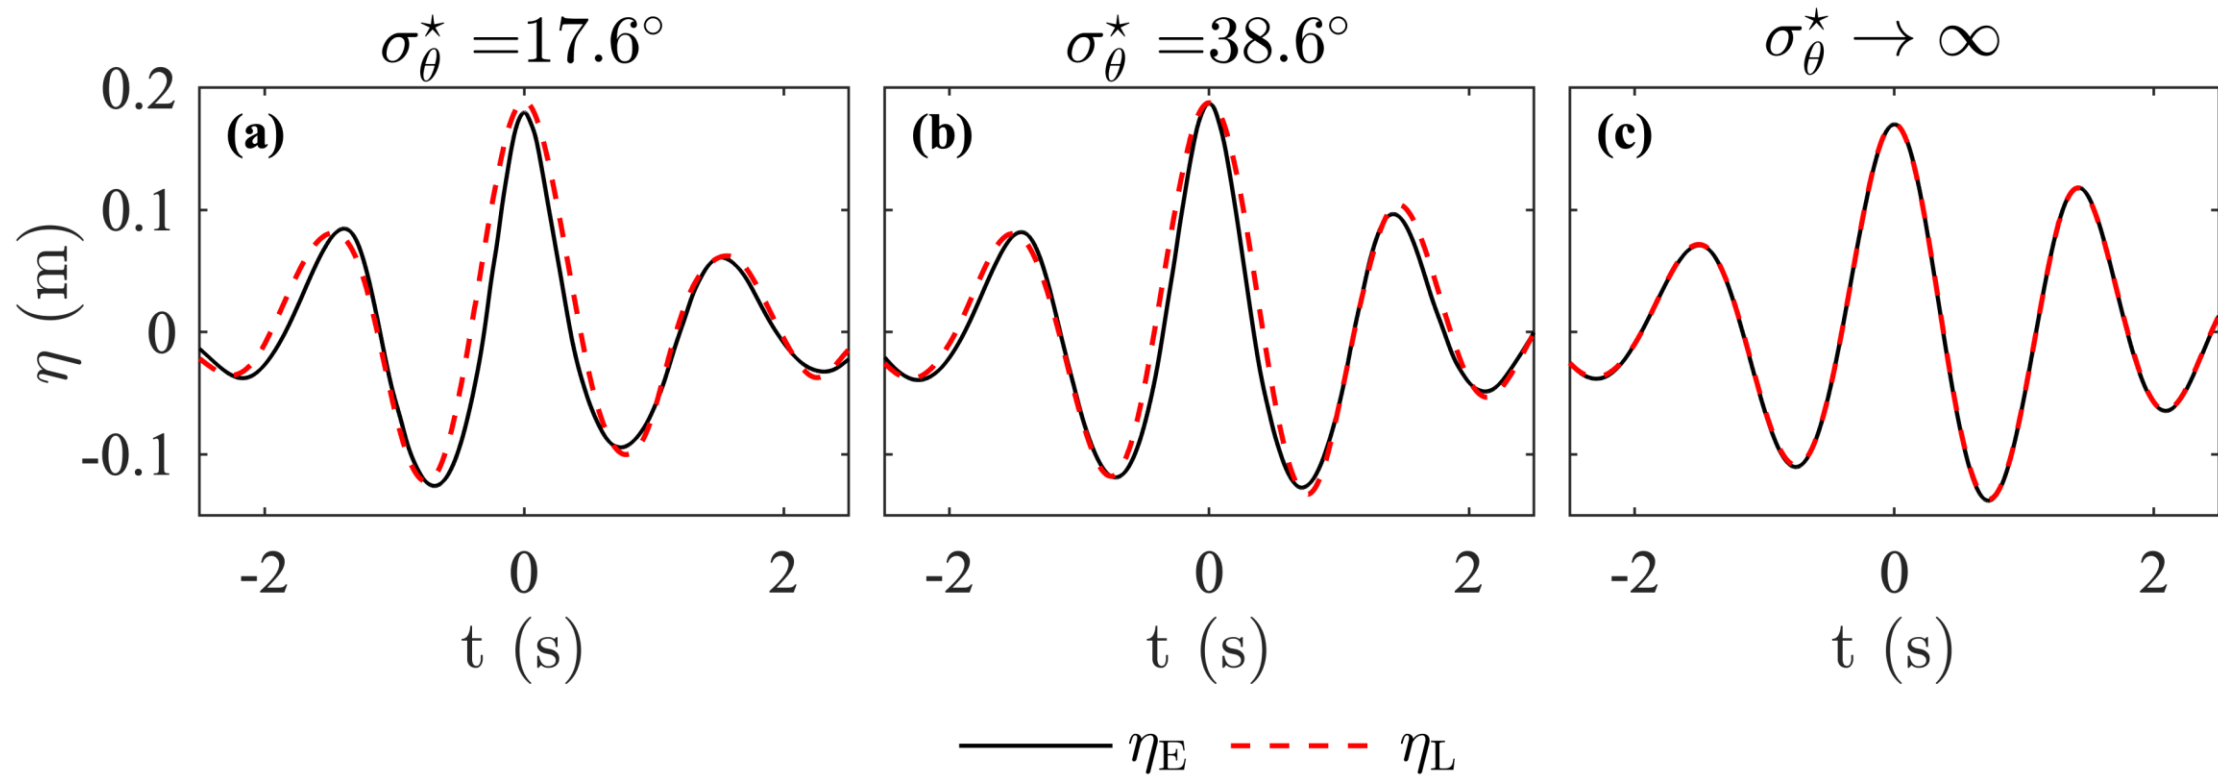 σ⋆θ =17.6° σ⋆θ =38.6° σ⋆θ → ∞
0.2
(a) (b) (c)
0.1
0
-0.1
η (m)
-2 0 2 -2 0 2 -2 0 2
t (s) t (s) t (s)
ηE ηL